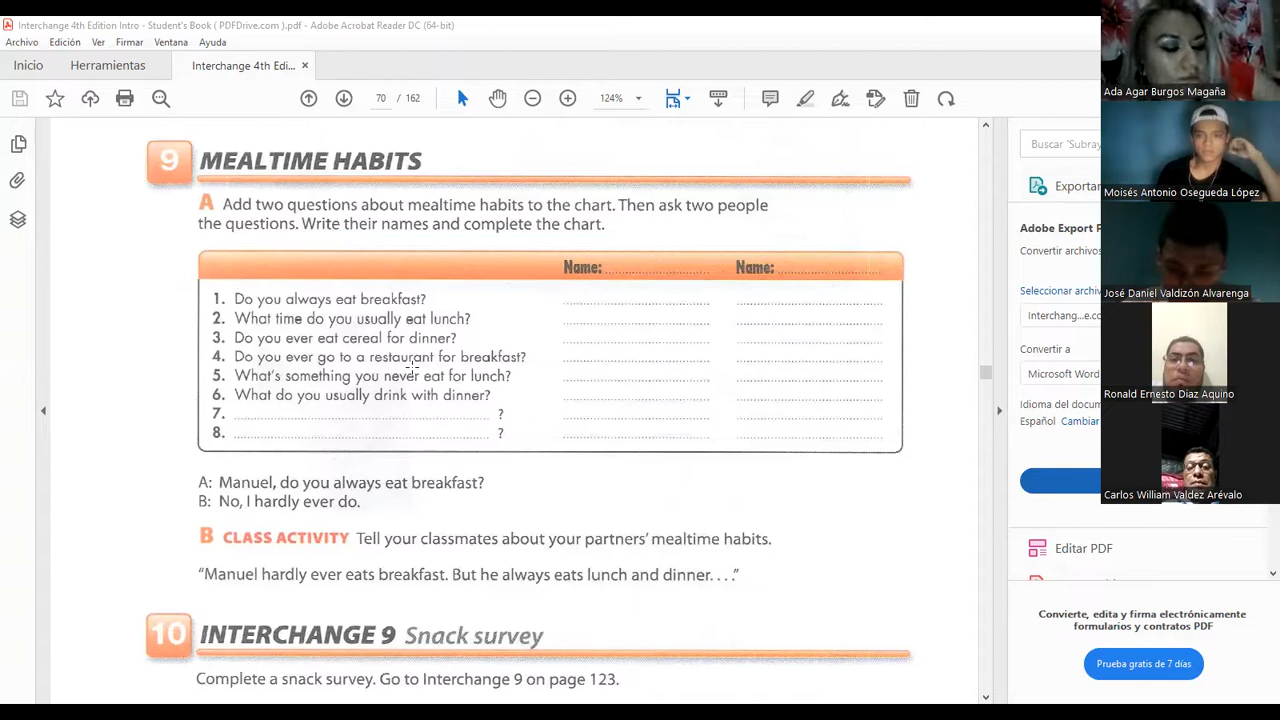 Interchange 4th Edition Intro - Student's Book ( PDFDrive.com ).pdf - Adobe Acrobat Reader DC (64-bit)
Archivo Edición Ver Firmar Ventana Ayuda
Inicio Herramientas Interchange 4th Edi... ×
70 / 162 124%
9 MEALTIME HABITS
A Add two questions about mealtime habits to the chart. Then ask two people
the questions. Write their names and complete the chart.
Name: Name:
1. Do you always eat breakfast?
2. What time do you usually eat lunch?
3. Do you ever eat cereal for dinner?
4. Do you ever go to a restaurant for breakfast?
5. What's something you never eat for lunch?
6. What do you usually drink with dinner?
7. ?
8. ?
A: Manuel, do you always eat breakfast?
B: No, I hardly ever do.
B CLASS ACTIVITY Tell your classmates about your partners' mealtime habits.
"Manuel hardly ever eats breakfast. But he always eats lunch and dinner. . . ."
10 INTERCHANGE 9 Snack survey
Complete a snack survey. Go to Interchange 9 on page 123.
Buscar 'Subray
Exportar
Adobe Export P
Convertir archivos
Seleccionar archiv
Interchang...e.co
Convertir a
Microsoft Word
Idioma del docum
Español Cambiar
Editar PDF
Convierte, edita y firma electrónicamente
formularios y contratos PDF
Prueba gratis de 7 días
Ada Agar Burgos Magaña
Moisés Antonio Osegueda López
José Daniel Valdizón Alvarenga
Ronald Ernesto Diaz Aquino
Carlos William Valdez Arévalo